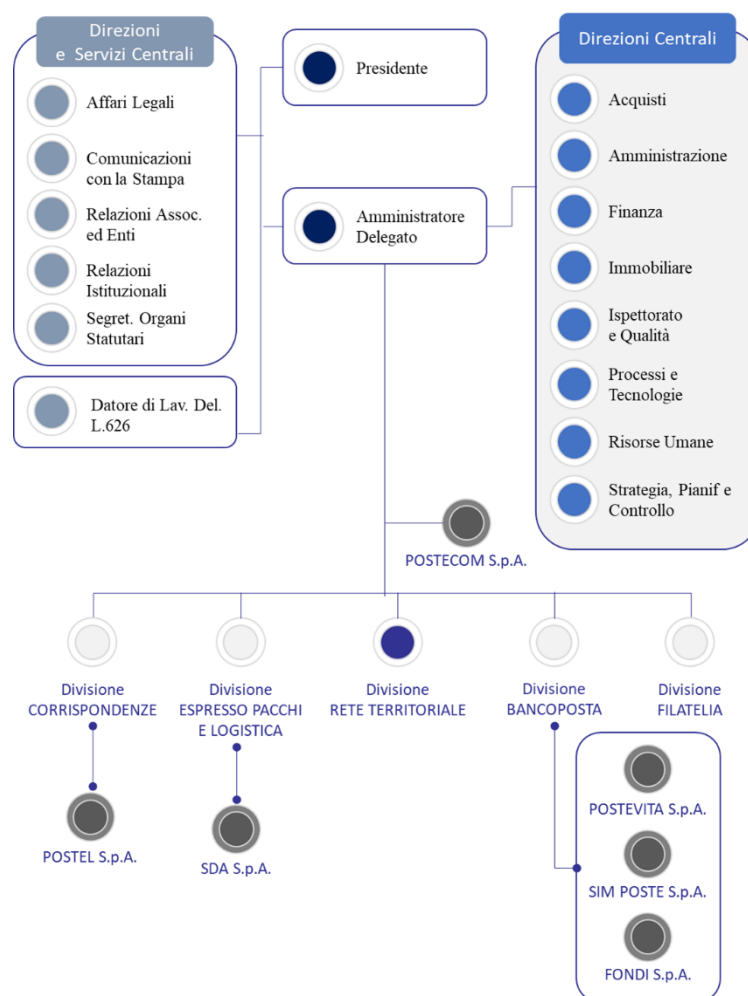 Direzioni
e Servizi Centrali
Affari Legali
Comunicazioni
con la Stampa
Relazioni Assoc.
ed Enti
Relazioni
Istituzionali
Segret. Organi
Statutari
Datore di Lav. Del.
L.626
Presidente
Amministratore
Delegato
Direzioni Centrali
Acquisti
Amministrazione
Finanza
Immobiliare
Ispettorato
e Qualità
Processi e
Tecnologie
Risorse Umane
Strategia, Pianif e
Controllo
POSTECOM S.p.A.
Divisione
CORRISPONDENZE
Divisione
ESPRESSO PACCHI
E LOGISTICA
Divisione
RETE TERRITORIALE
Divisione
BANCOPOSTA
Divisione
FILATELIA
POSTEL S.p.A.
SDA S.p.A.
POSTEVITA S.p.A.
SIM POSTE S.p.A.
FONDI S.p.A.